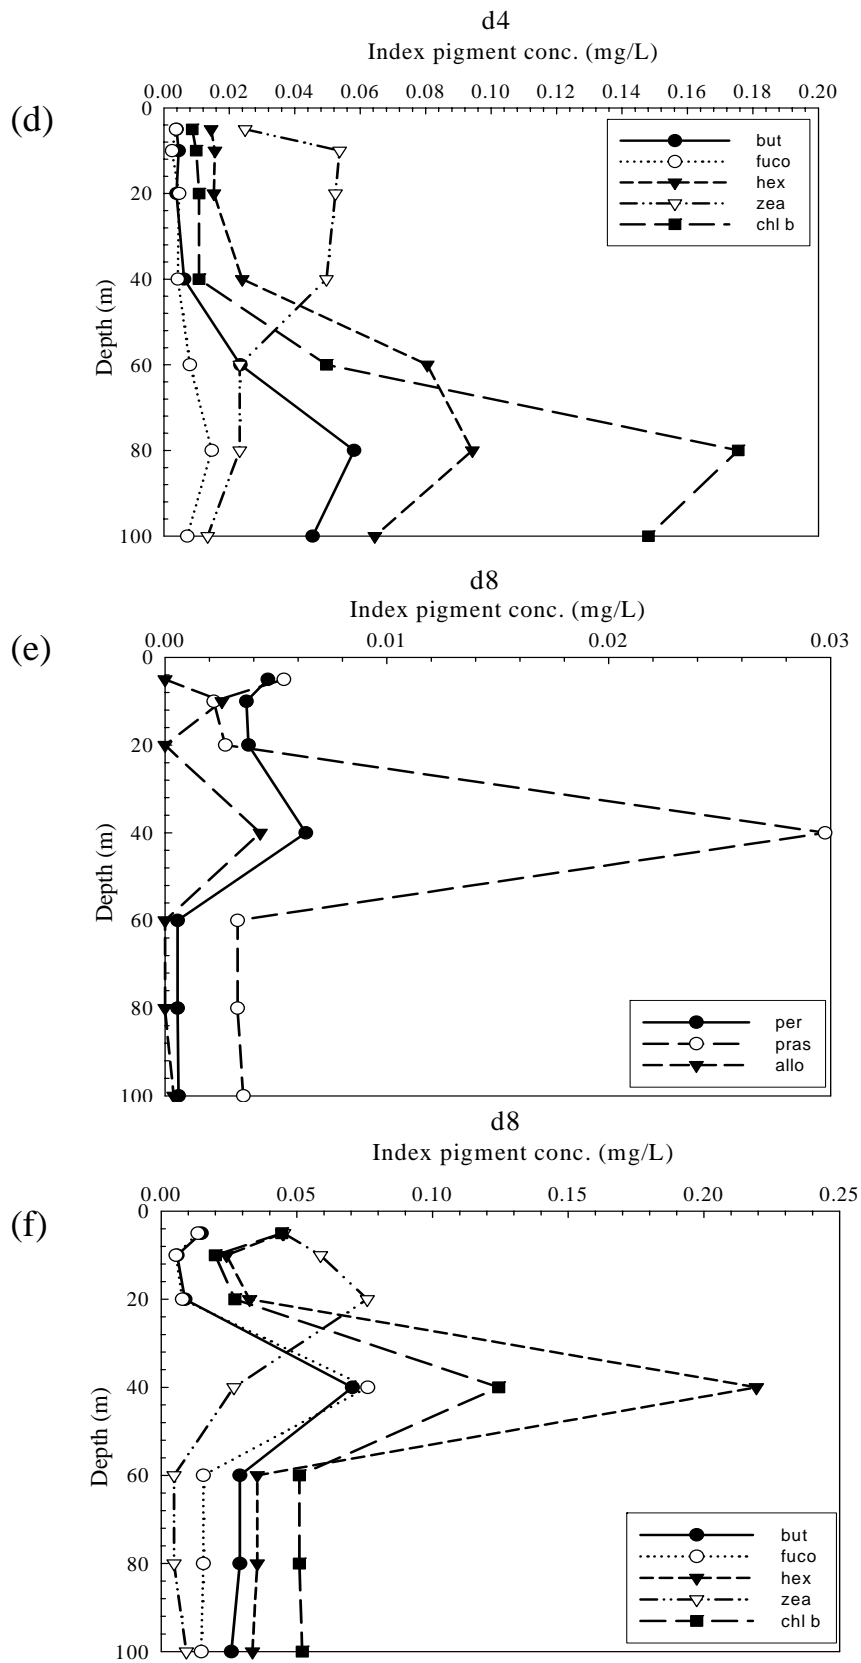 d4
Index pigment conc. (mg/L)
(d)
0.00 0.02 0.04 0.06 0.08 0.10 0.12 0.14 0.16 0.18 0.20
0
20
40
60
80
100
Depth (m)
but
fuco
hex
zea
chl b
d8
Index pigment conc. (mg/L)
(e)
0.00 0.01 0.02 0.03
0
20
40
60
80
100
Depth (m)
per
pras
allo
d8
Index pigment conc. (mg/L)
(f)
0.00 0.05 0.10 0.15 0.20 0.25
0
20
40
60
80
100
Depth (m)
but
fuco
hex
zea
chl b